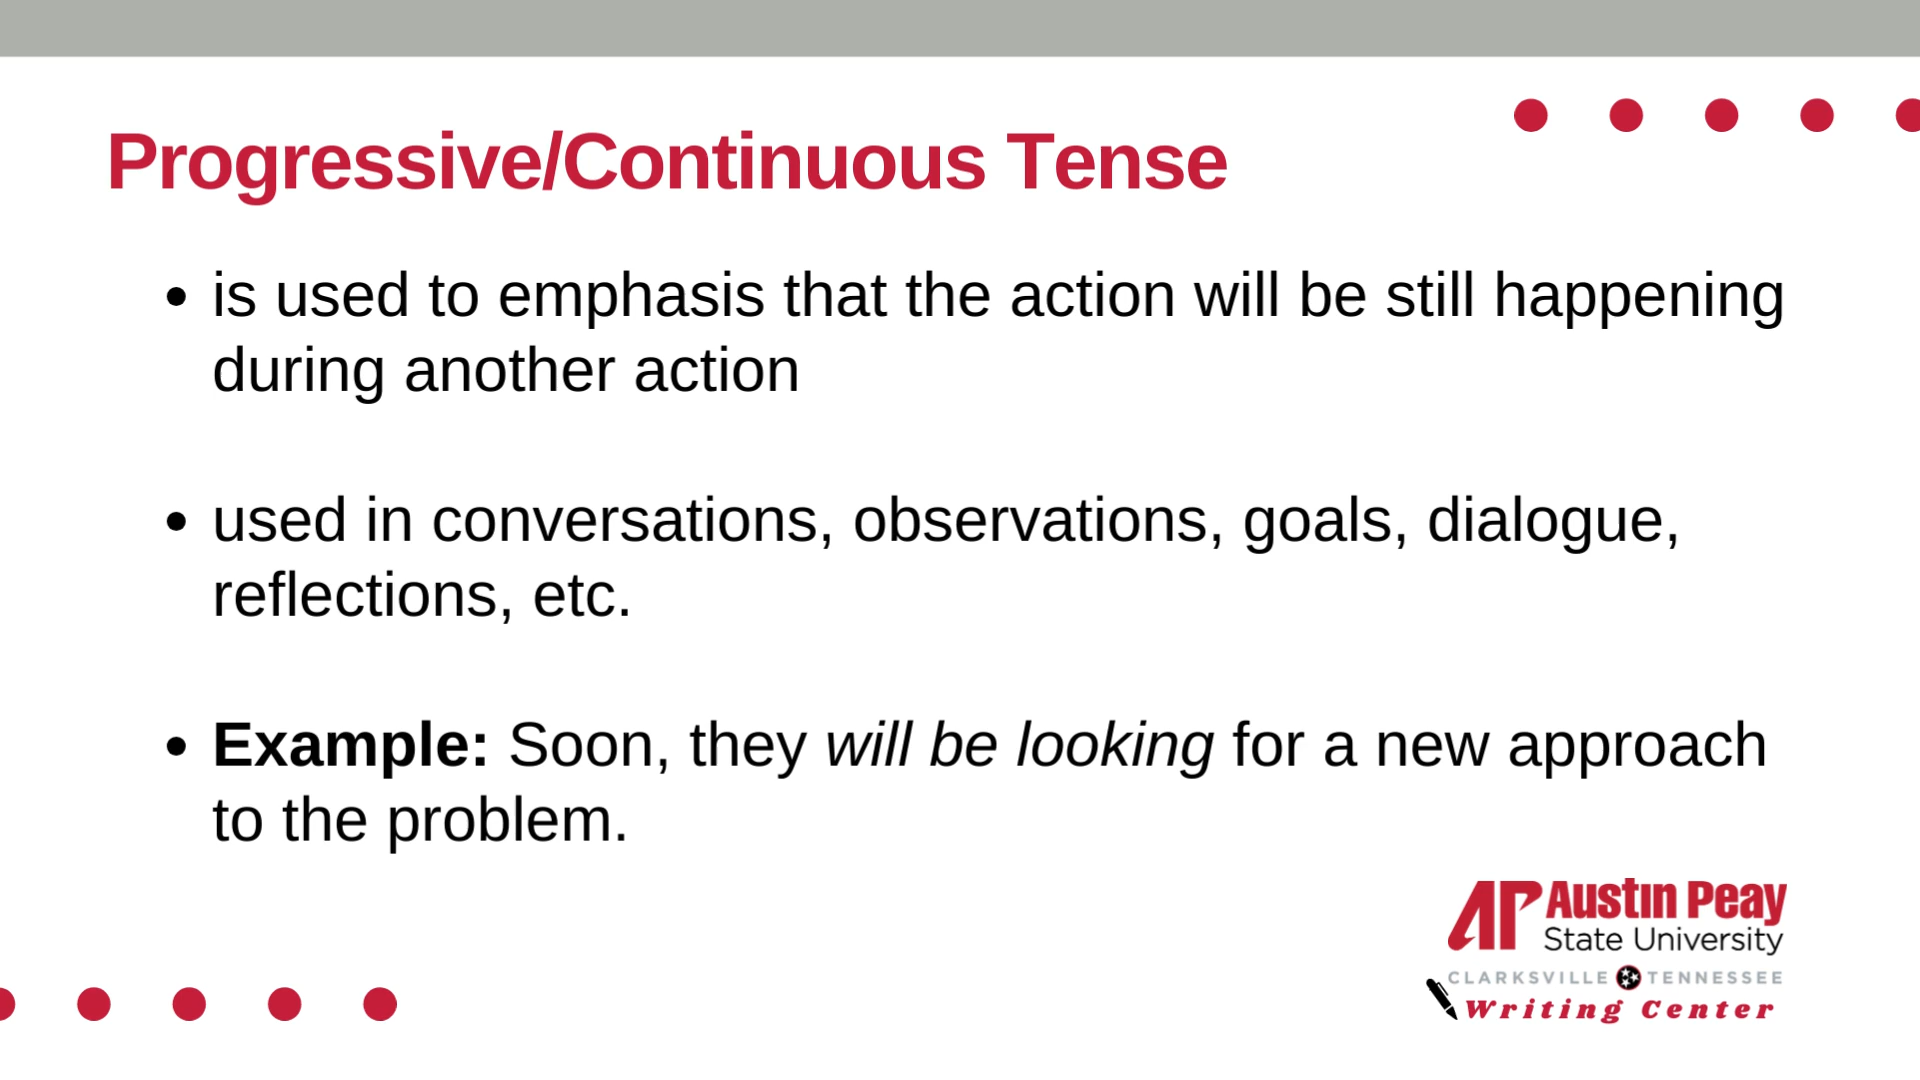 Progressive/Continuous Tense
• is used to emphasis that the action will be still happening
during another action
• used in conversations, observations, goals, dialogue,
reflections, etc.
• Example: Soon, they will be looking for a new approach
to the problem.
AP Austin Peay
State University
CLARKSVILLE TENNESSEE
Writing Center